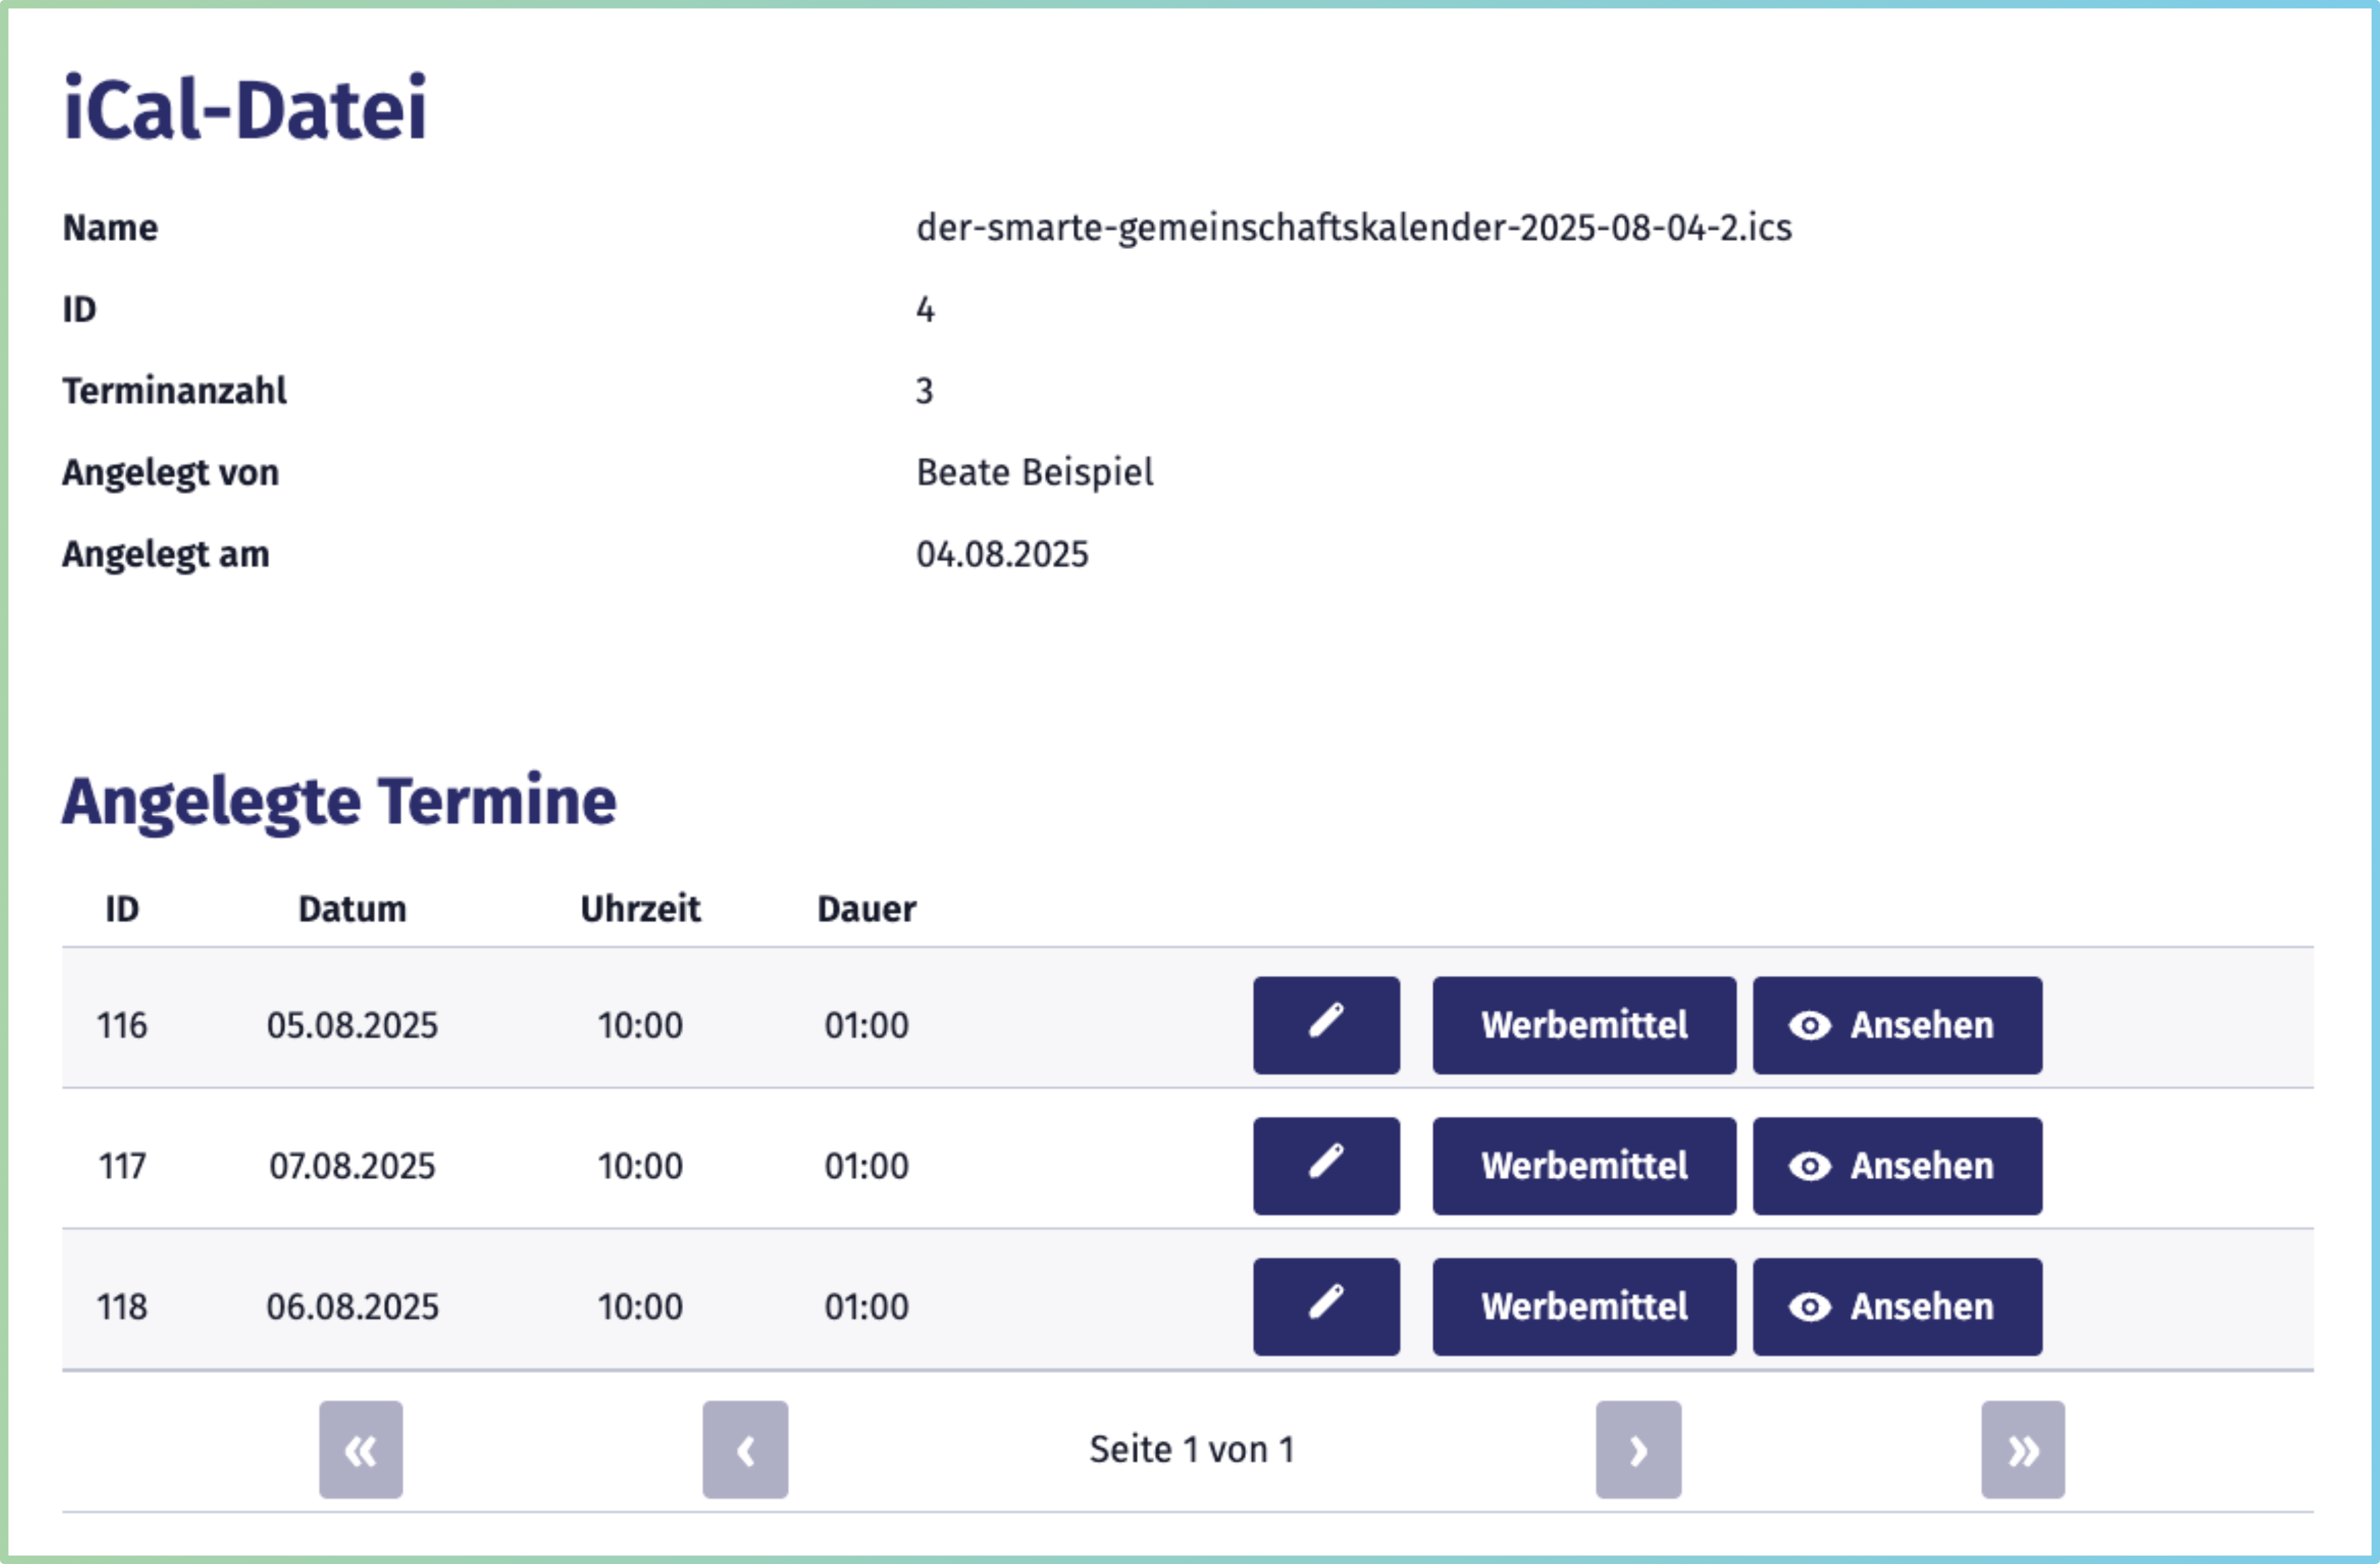 iCal-Datei
Name der-smarte-gemeinschaftskalender-2025-08-04-2.ics
ID 4
Terminanzahl 3
Angelegt von Beate Beispiel
Angelegt am 04.08.2025
Angelegte Termine
ID Datum Uhrzeit Dauer
116 05.08.2025 10:00 01:00 Werbemittel Ansehen
117 07.08.2025 10:00 01:00 Werbemittel Ansehen
118 06.08.2025 10:00 01:00 Werbemittel Ansehen
« ‹ Seite 1 von 1 › »